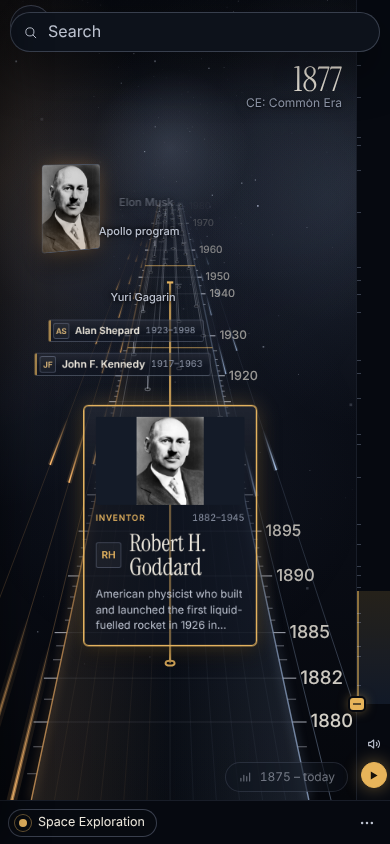 Search
1877
CE: Common Era
Elon Musk
1970
Apollo program
1960
1950
Yuri Gagarin
1940
AS Alan Shepard 1923–1998
1930
JF John F. Kennedy 1917–1963
1920
INVENTOR 1882–1945
1895
RH
Robert H.
Goddard
1890
American physicist who built
and launched the first liquid-
fuelled rocket in 1926 in...
1885
1882
1880
1875 – today
Space Exploration